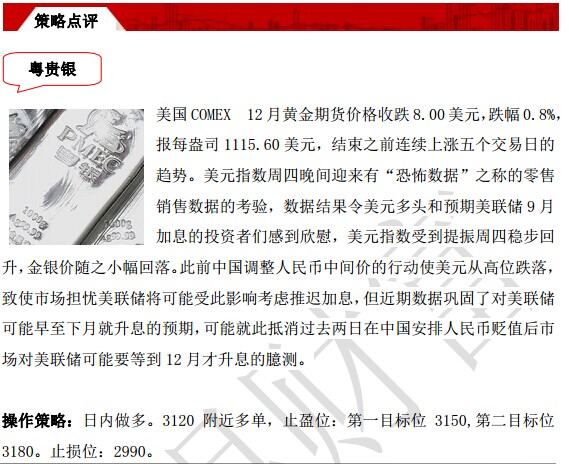 策略点评
粤贵银
美国 COMEX 12 月黄金期货价格收跌 8.00 美元，跌幅 0.8%，
报每盎司 1115.60 美元，结束之前连续上涨五个交易日的
趋势。美元指数周四晚间迎来有“恐怖数据”之称的零售
销售数据的考验，数据结果令美元多头和预期美联储 9 月
加息的投资者们感到欣慰，美元指数受到提振周四稳步回
升，金银价随之小幅回落。此前中国调整人民币中间价的行动使美元从高位跌落，
致使市场担忧美联储将可能受此影响考虑推迟加息，但近期数据巩固了对美联储
可能早至下月就升息的预期，可能就此抵消过去两日在中国安排人民币贬值后市
场对美联储可能要等到 12 月才升息的臆测。
操作策略：日内做多。3120 附近多单，止盈位：第一目标位 3150,第二目标位
3180。止损位：2990。
PMEC